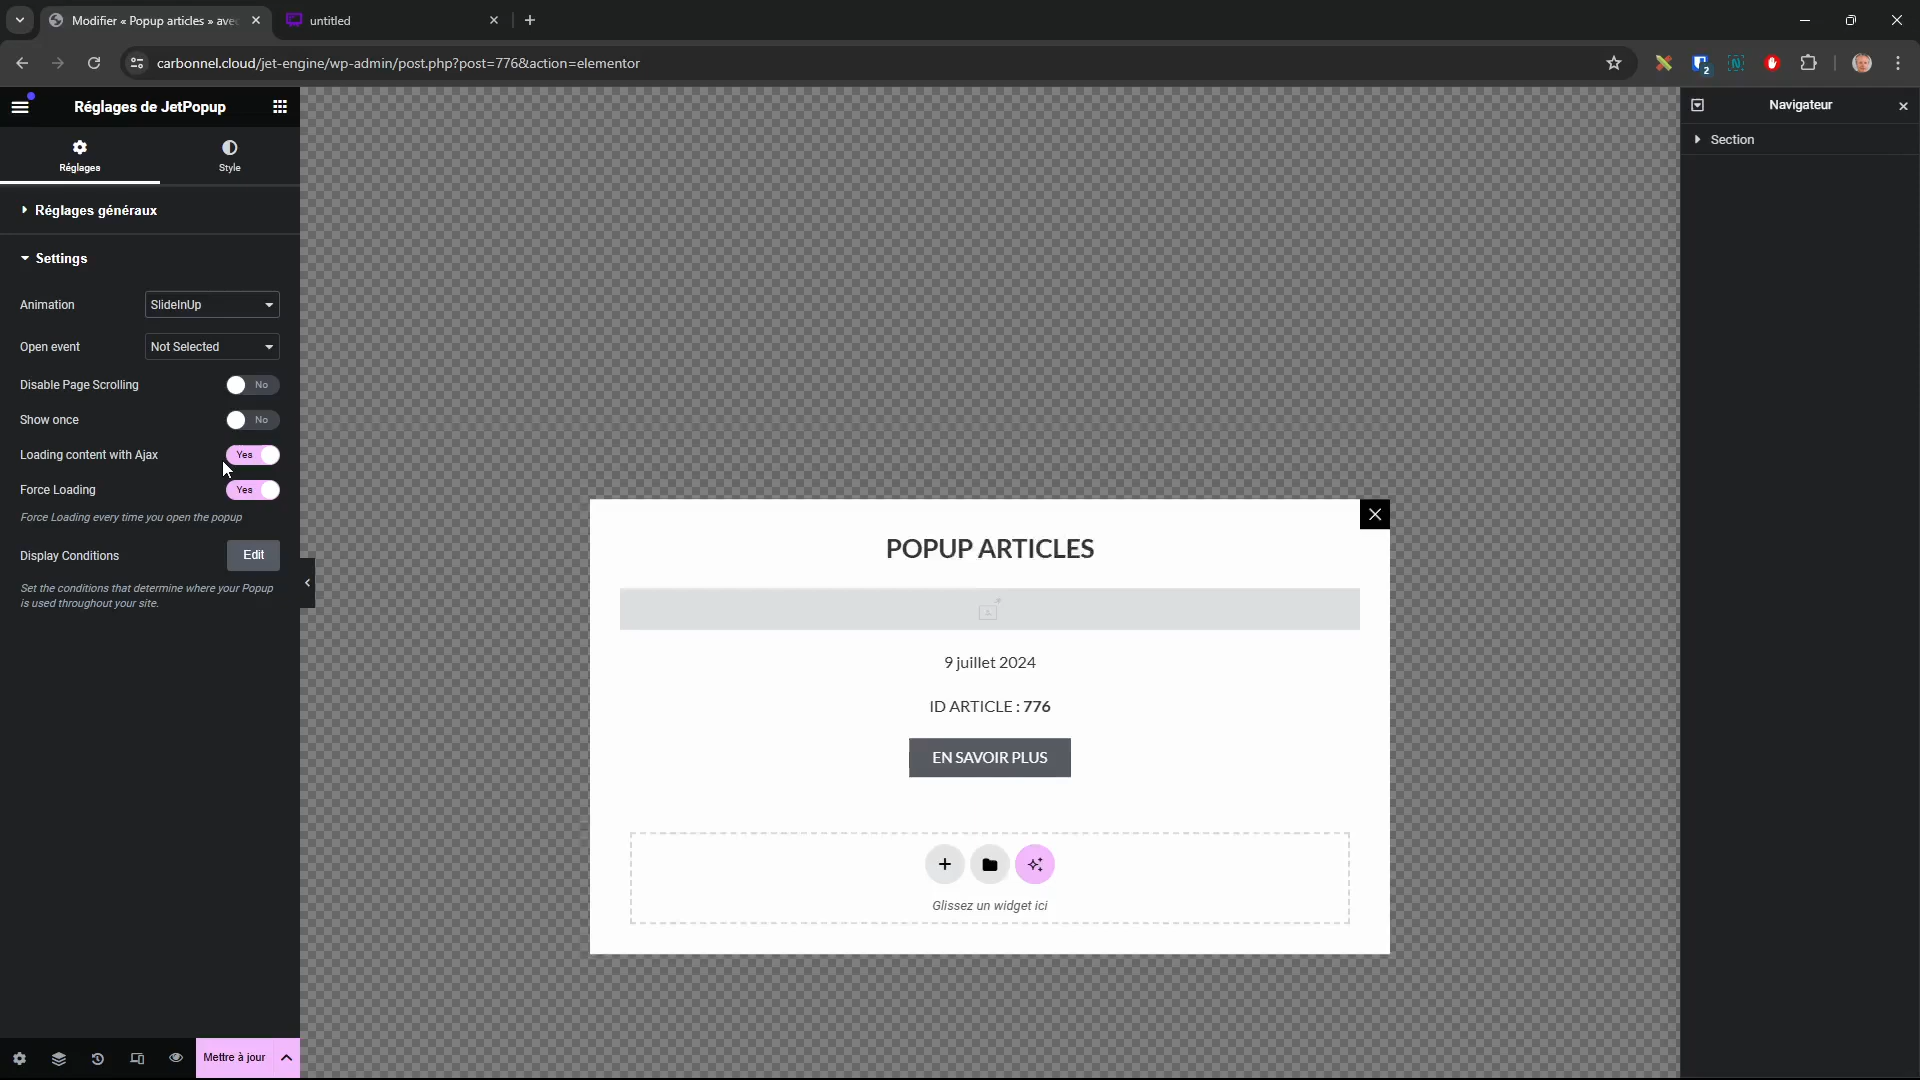 Modifier « Popup articles » ave
untitled
carbonnel.cloud/jet-engine/wp-admin/post.php?post=776&action=elementor
2
Réglages de JetPopup
Réglages
Style
Réglages généraux
Settings
Animation
SlideInUp
Open event
Not Selected
Disable Page Scrolling
No
Show once
No
Loading content with Ajax
Yes
Force Loading
Yes
Force Loading every time you open the popup
Display Conditions
Edit
Set the conditions that determine where your Popup
is used throughout your site.
Mettre à jour
POPUP ARTICLES
9 juillet 2024
ID ARTICLE : 776
EN SAVOIR PLUS
Glissez un widget ici
Navigateur
Section